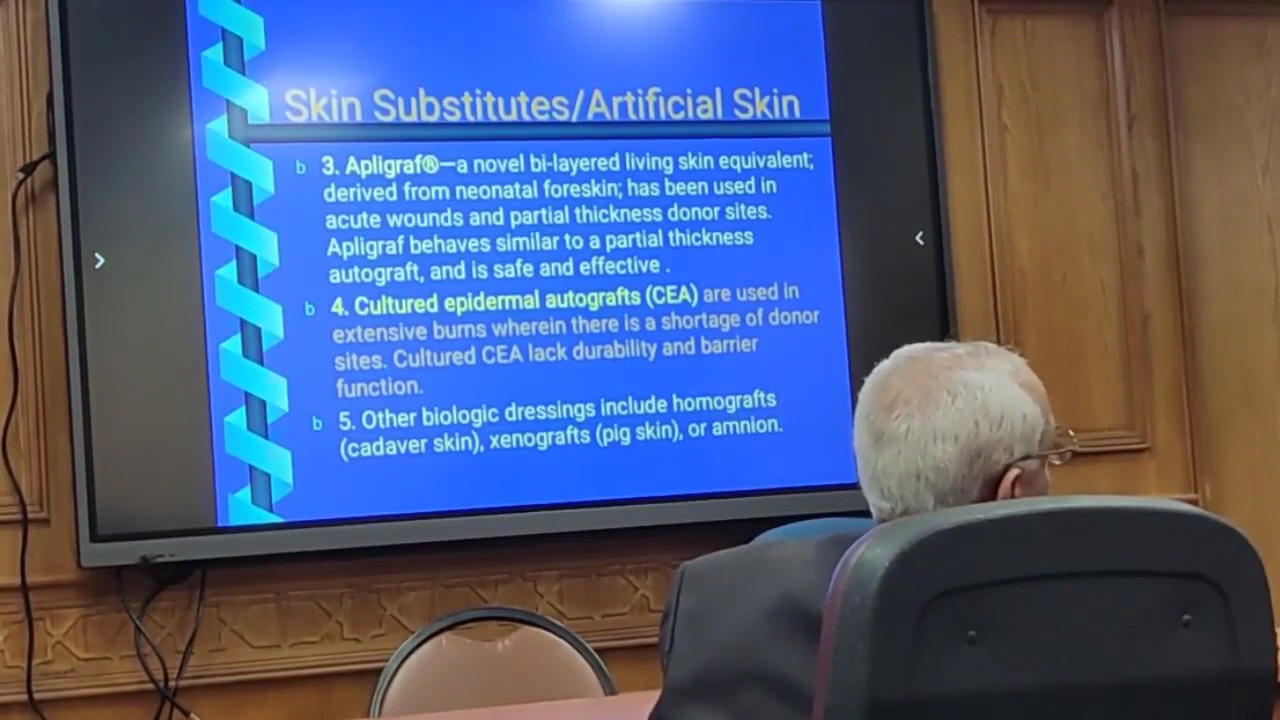 Skin Substitutes/Artificial Skin
b 3. Apligraf®—a novel bi-layered living skin equivalent;
derived from neonatal foreskin; has been used in
acute wounds and partial thickness donor sites.
Apligraf behaves similar to a partial thickness
autograft, and is safe and effective .
b 4. Cultured epidermal autografts (CEA) are used in
extensive burns wherein there is a shortage of donor
sites. Cultured CEA lack durability and barrier
function.
b 5. Other biologic dressings include homografts
(cadaver skin), xenografts (pig skin), or amnion.